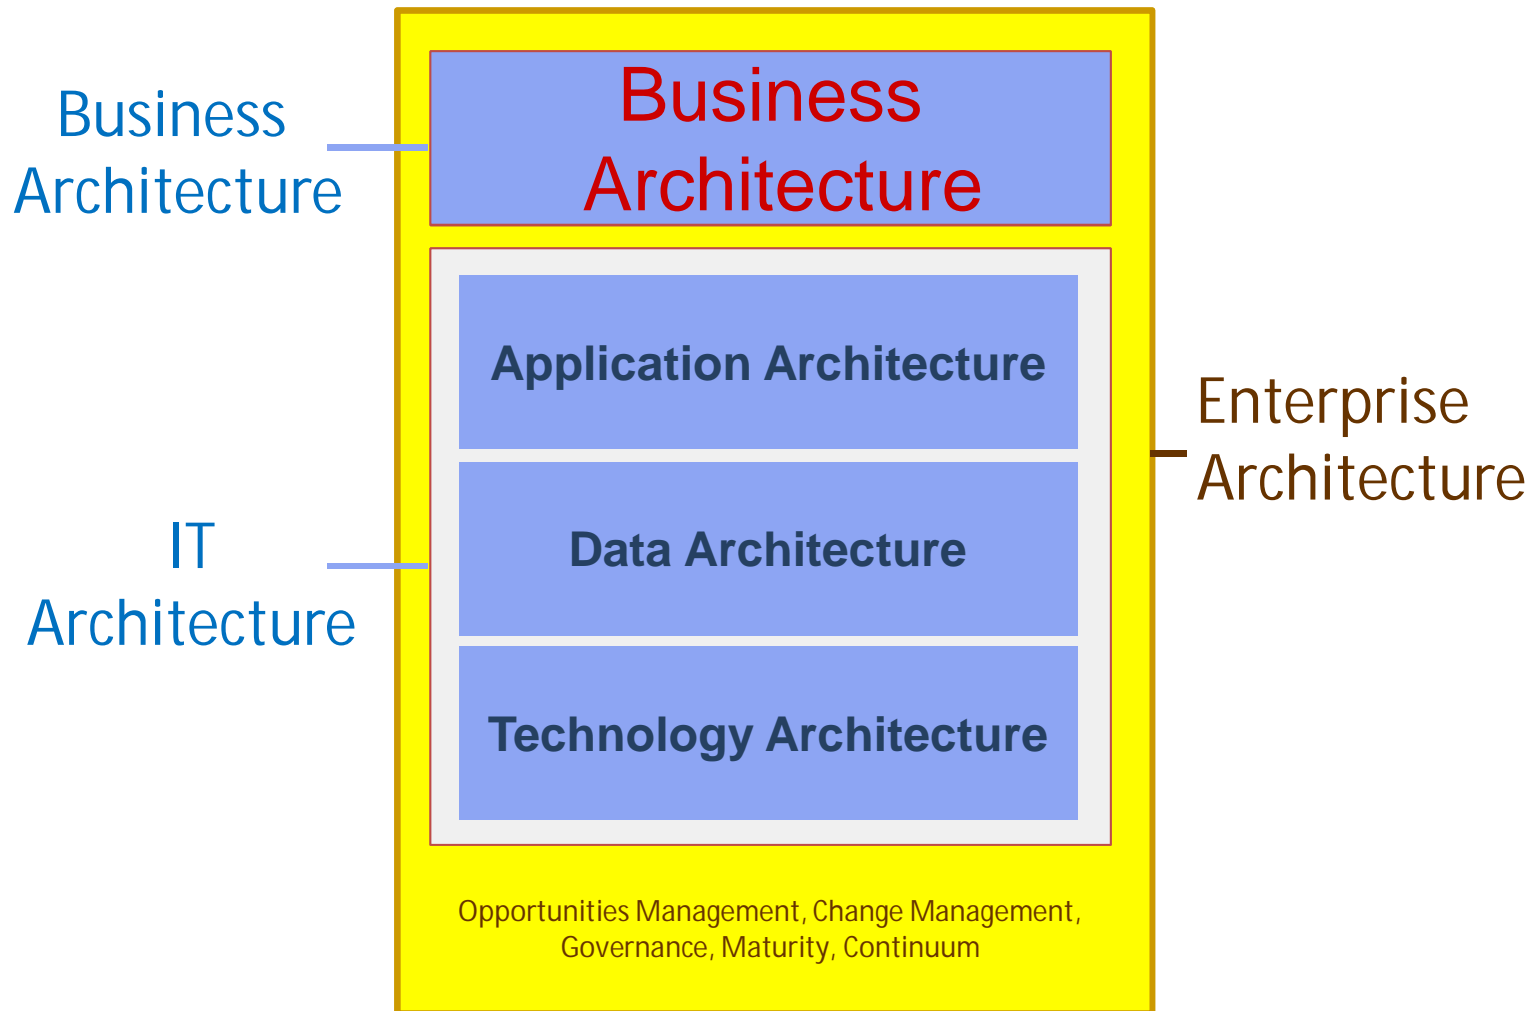 Business
Architecture
Business
Architecture
Application Architecture
Data Architecture
Technology Architecture
IT
Architecture
Enterprise
Architecture
Opportunities Management, Change Management,
Governance, Maturity, Continuum